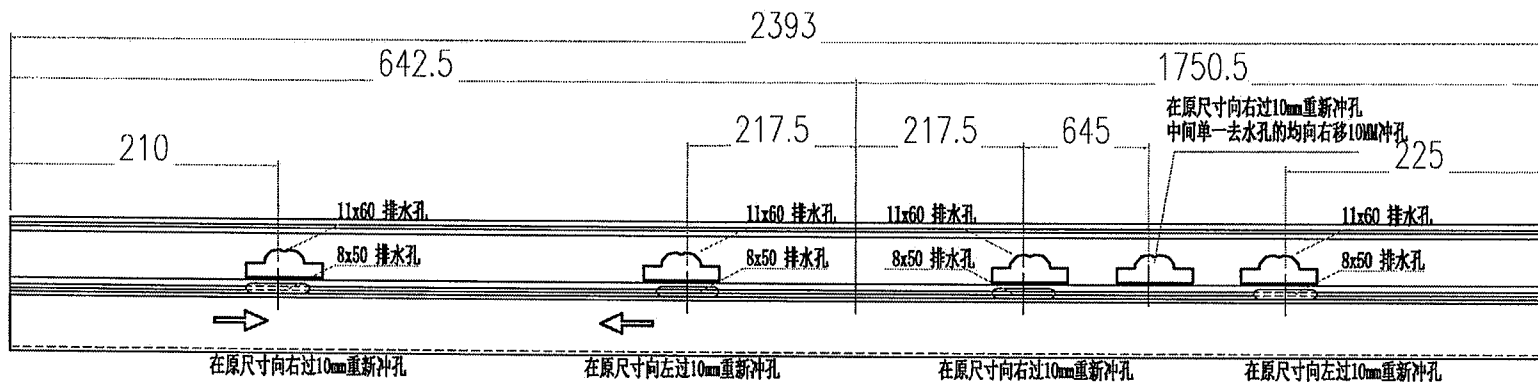 2393
642.5
1750.5
在原尺寸向右过10mm重新冲孔
中间单一去水孔的均向右移10MM冲孔
210
217.5
217.5
645
225
11x60 排水孔
11x60 排水孔
11x60 排水孔
11x60 排水孔
8x50 排水孔
8x50 排水孔
8x50 排水孔
8x50 排水孔
在原尺寸向右过10mm重新冲孔
在原尺寸向左过10mm重新冲孔
在原尺寸向右过10mm重新冲孔
在原尺寸向左过10mm重新冲孔